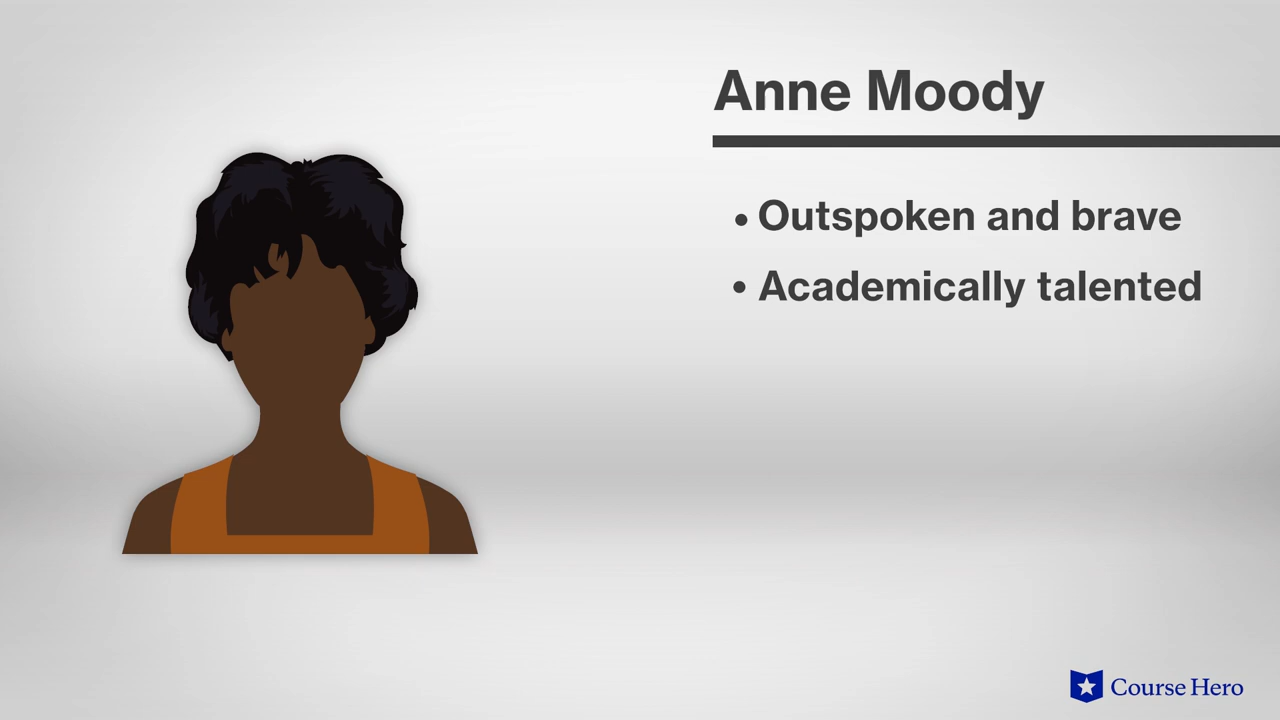 Anne Moody
• Outspoken and brave
• Academically talented
Course Hero